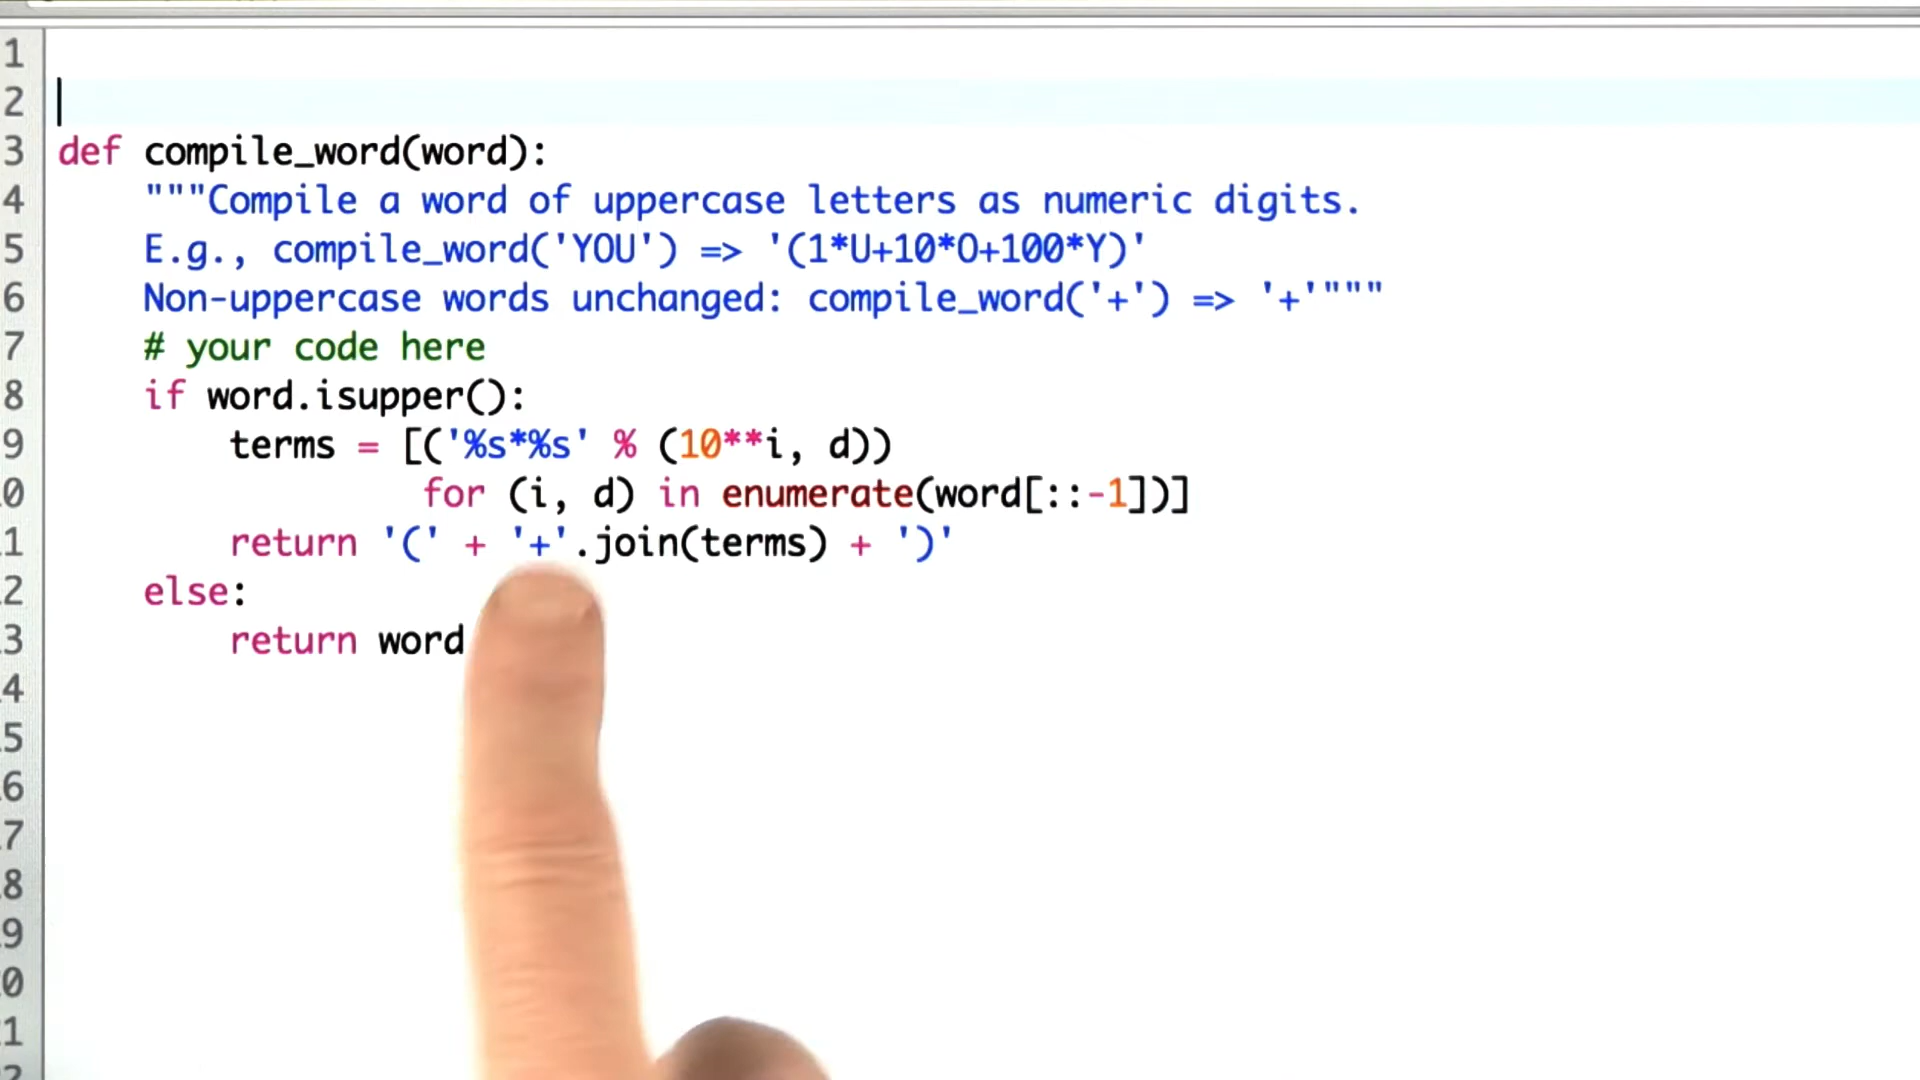 1
2
3 def compile_word(word):
4 """Compile a word of uppercase letters as numeric digits.
5 E.g., compile_word('YOU') => '(1*U+10*O+100*Y)'
6 Non-uppercase words unchanged: compile_word('+') => '+'"""
7 # your code here
8 if word.isupper():
9 terms = [('%s*%s' % (10**i, d))
0 for (i, d) in enumerate(word[::-1])]
1 return '(' + '+'.join(terms) + ')'
2 else:
3 return word
4
5
6
7
8
9
0
1
2